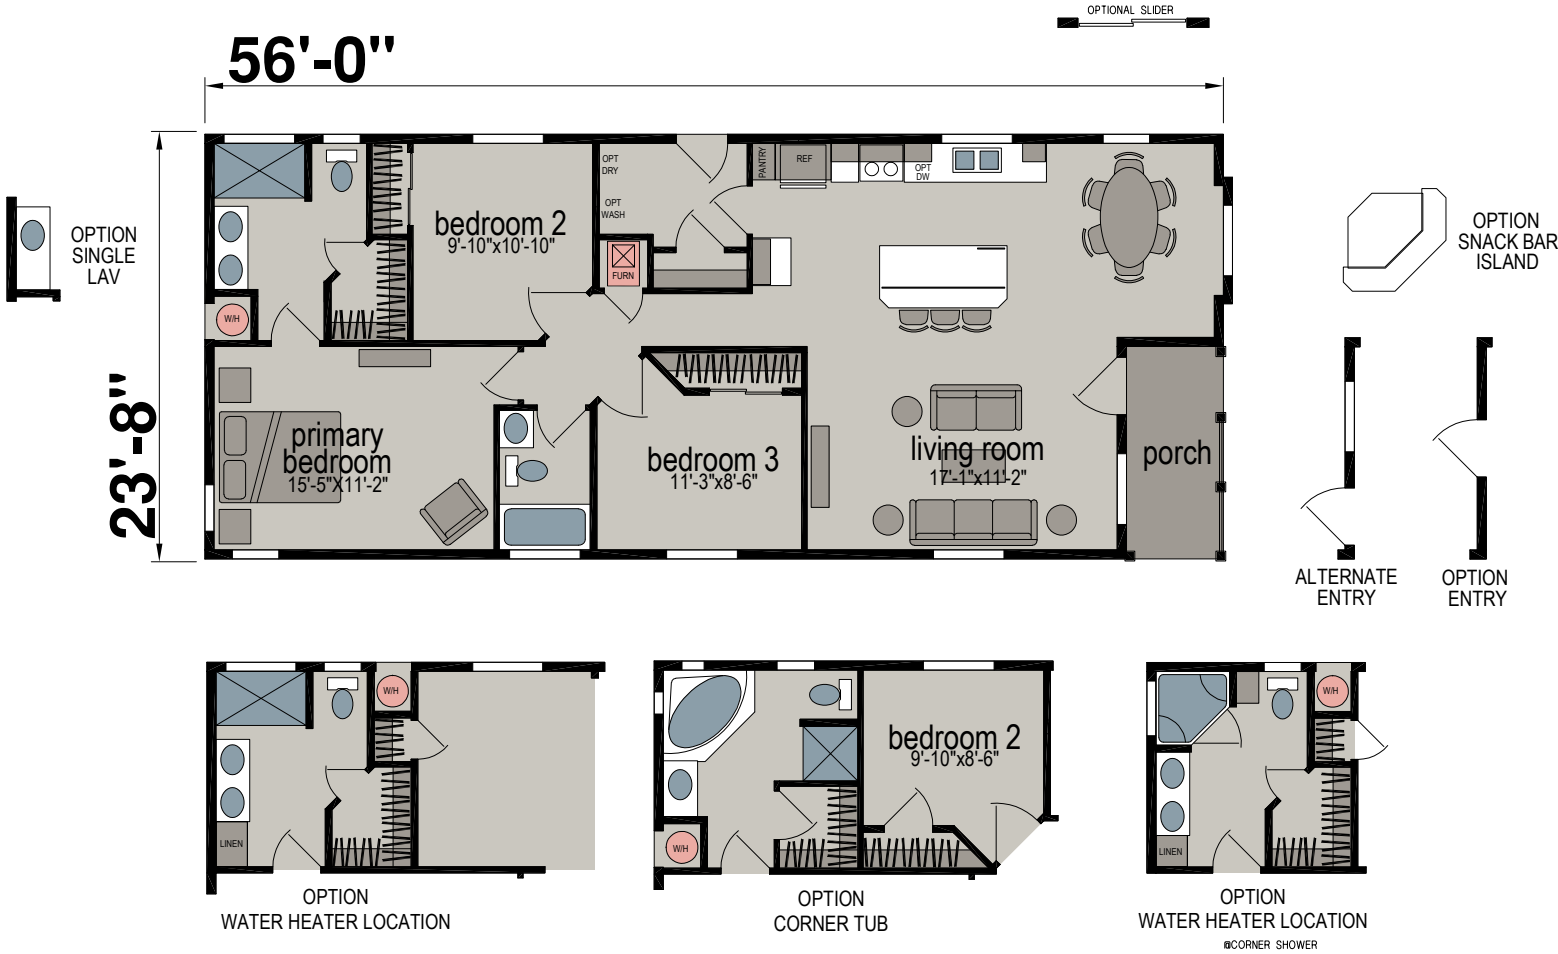 OPTIONAL SLIDER
56'-0"
23'-8"
OPTION
SINGLE
LAV
W/H
bedroom 2
9'-10"x10'-10"
OPT
DRY
OPT
WASH
FURN
PANTRY
REF
OPT
DW
OPTION
SNACK BAR
ISLAND
primary
bedroom
15'-5"X11'-2"
bedroom 3
11'-3"x8'-6"
living room
17'-1"x11'-2"
porch
ALTERNATE
ENTRY
OPTION
ENTRY
W/H
LINEN
OPTION
WATER HEATER LOCATION
bedroom 2
9'-10"x8'-6"
W/H
OPTION
CORNER TUB
W/H
LINEN
OPTION
WATER HEATER LOCATION
@CORNER SHOWER